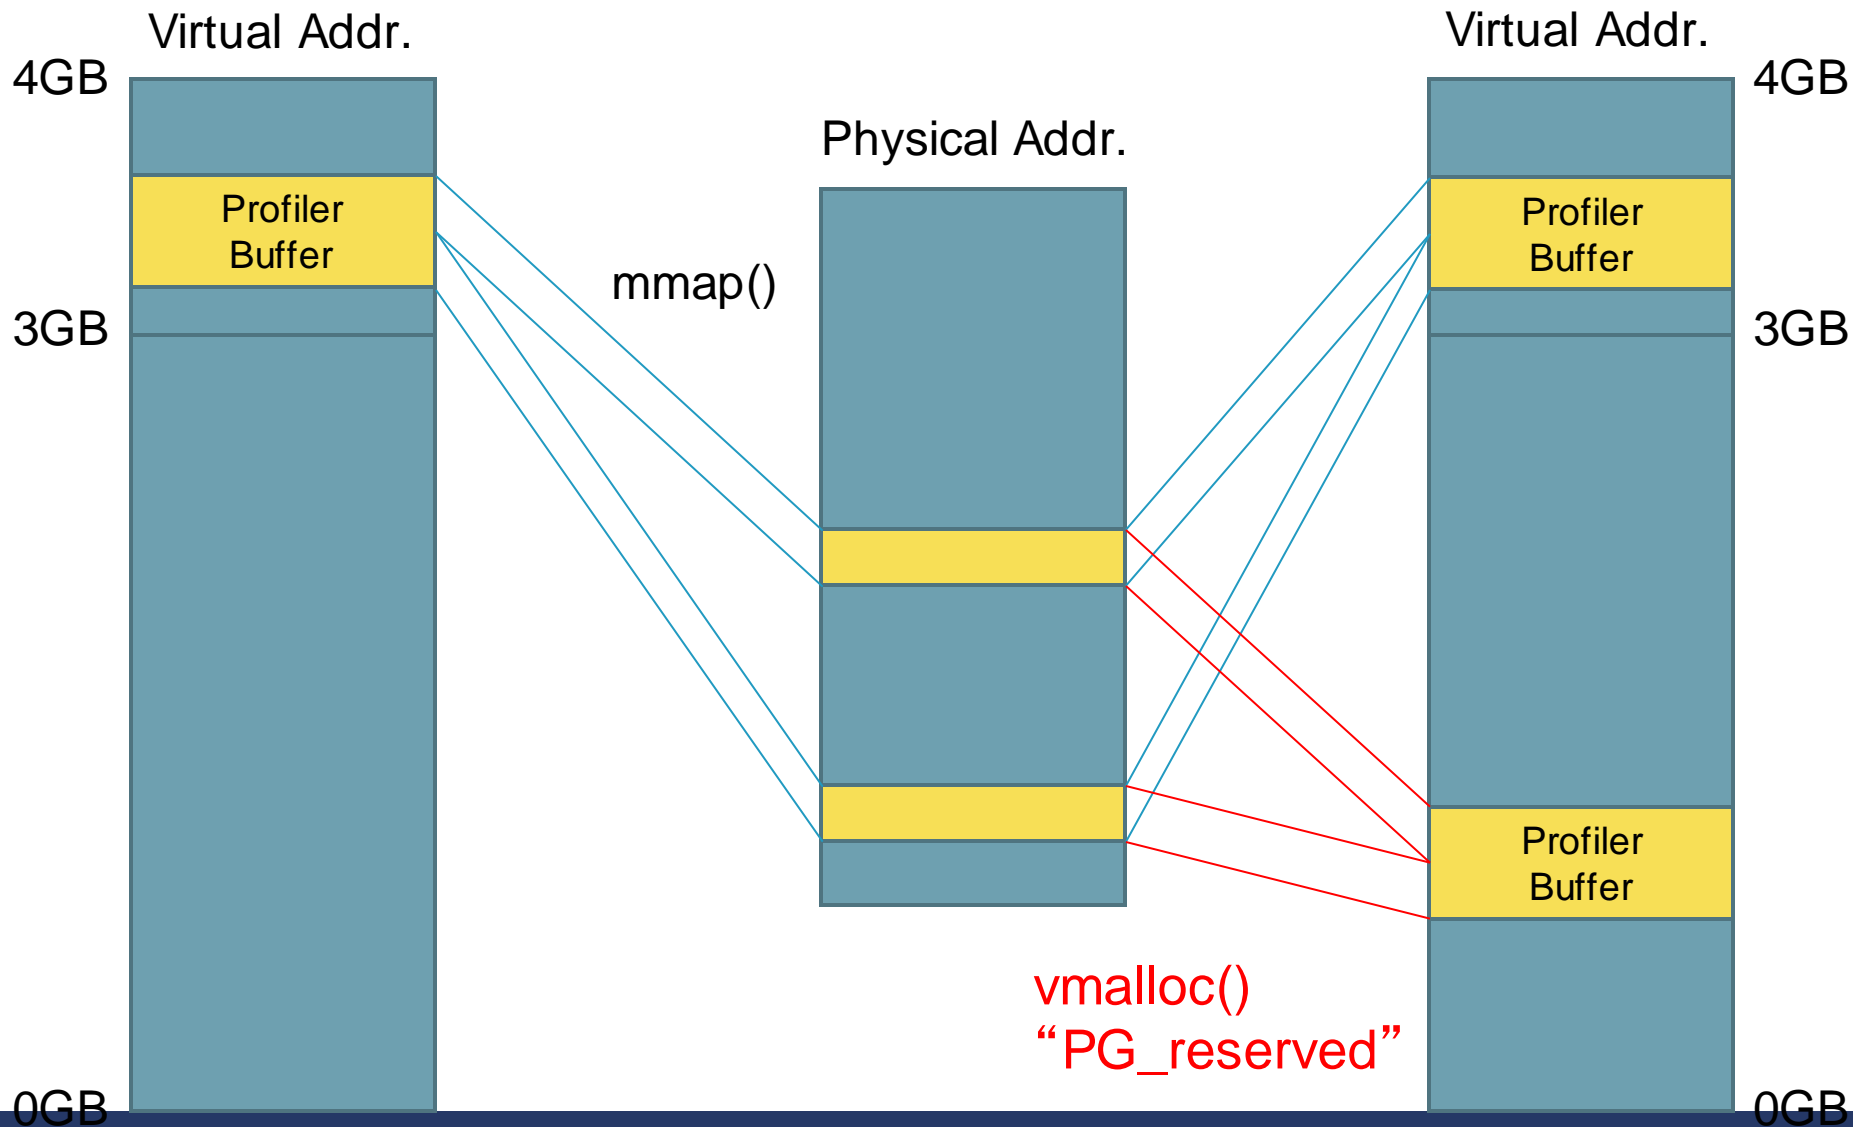 Virtual Addr.
Virtual Addr.
4GB
4GB
Physical Addr.
Profiler
Buffer
Profiler
Buffer
mmap()
3GB
3GB
Profiler
Buffer
vmalloc()
“PG_reserved”
0GB
0GB